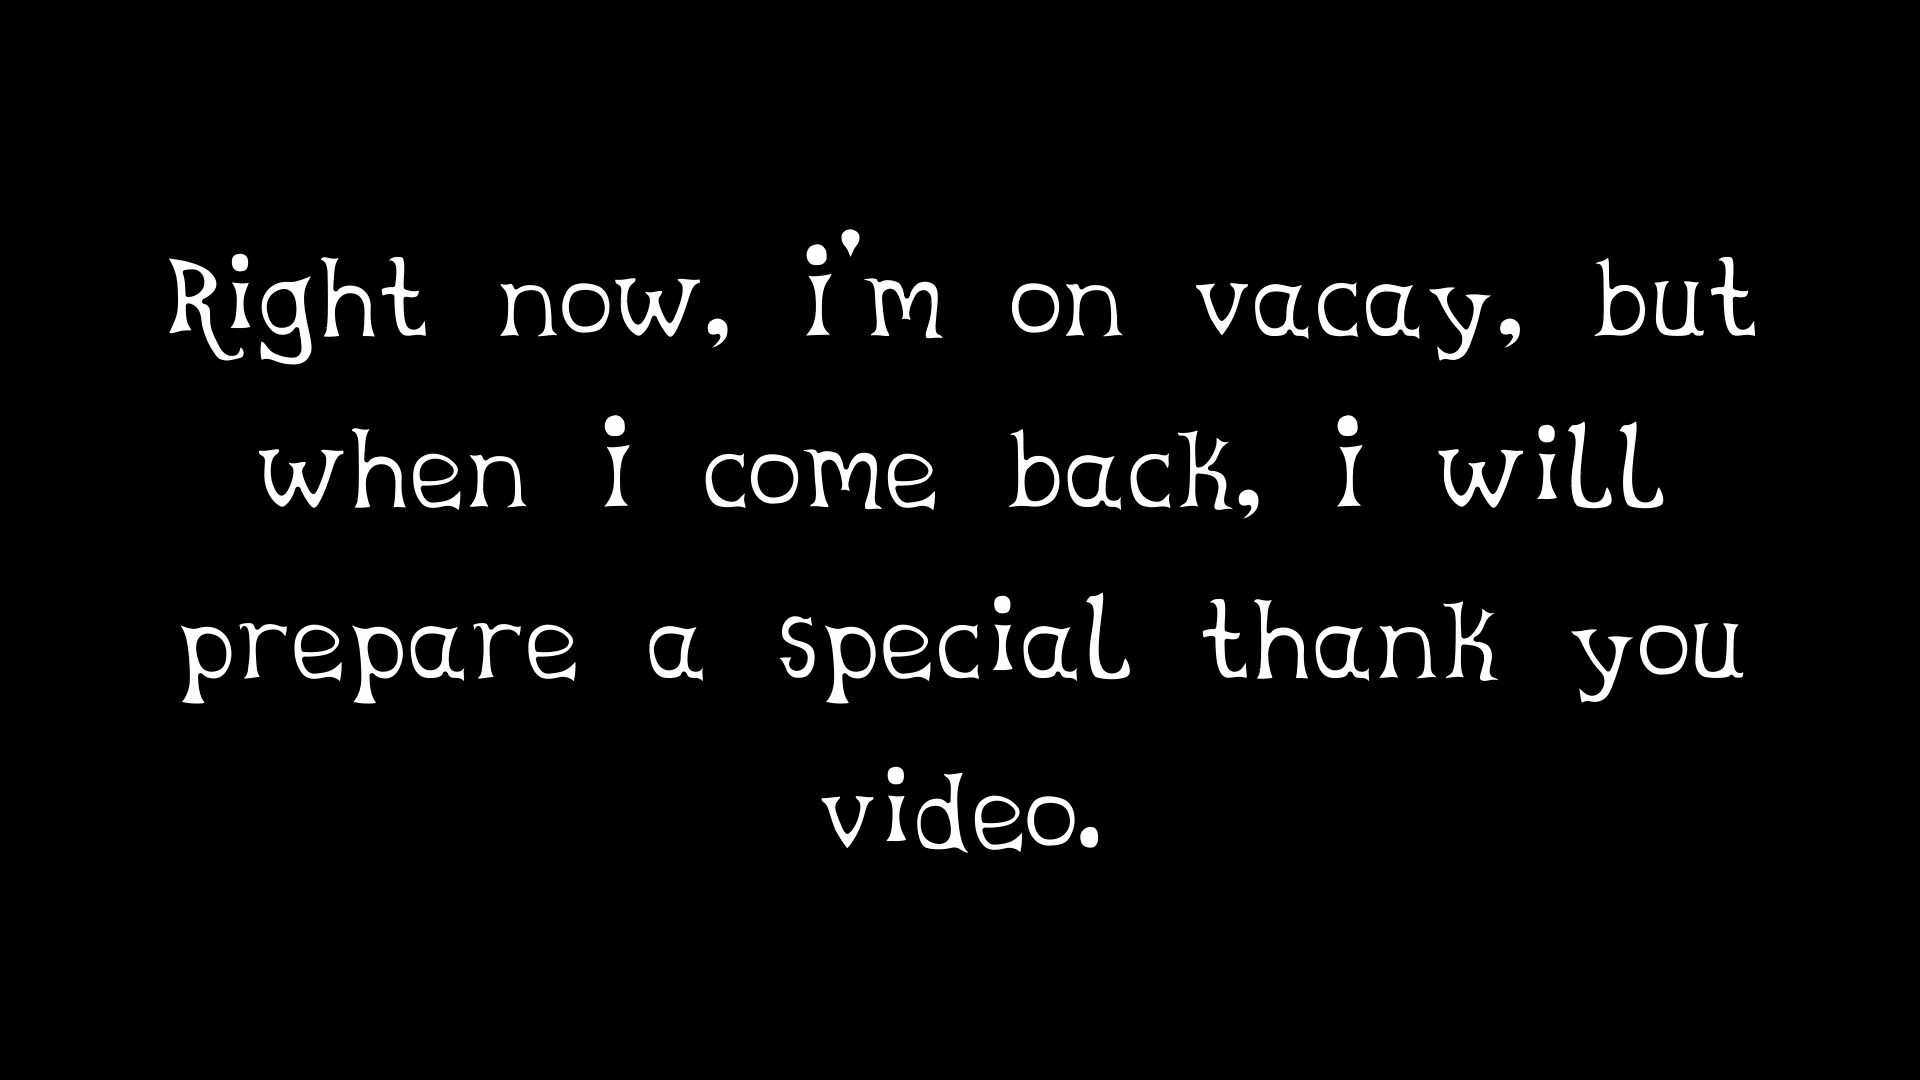 Right now, I'm on vacay, but
when I come back, I will
prepare a special thank you
video.